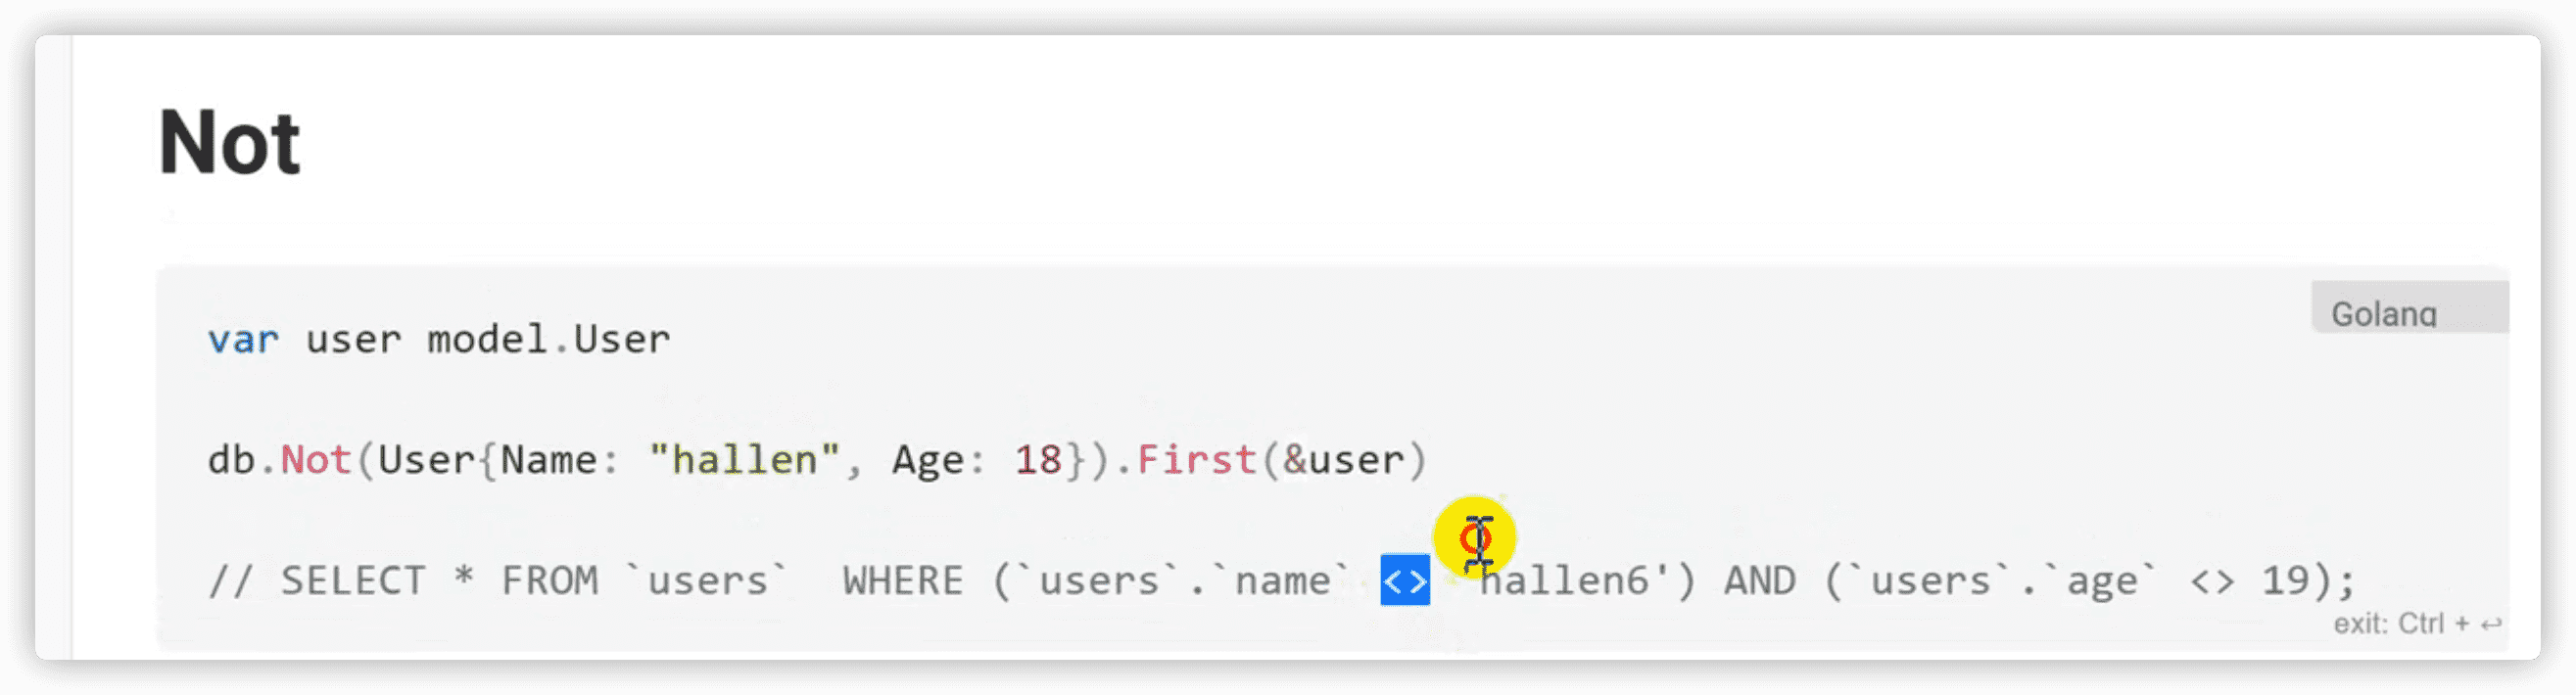 Not
Golang
var user model.User
db.Not(User{Name: "hallen", Age: 18}).First(&user)
// SELECT * FROM `users`  WHERE (`users`.`name` <> 'hallen6') AND (`users`.`age` <> 19);
exit: Ctrl + ↩